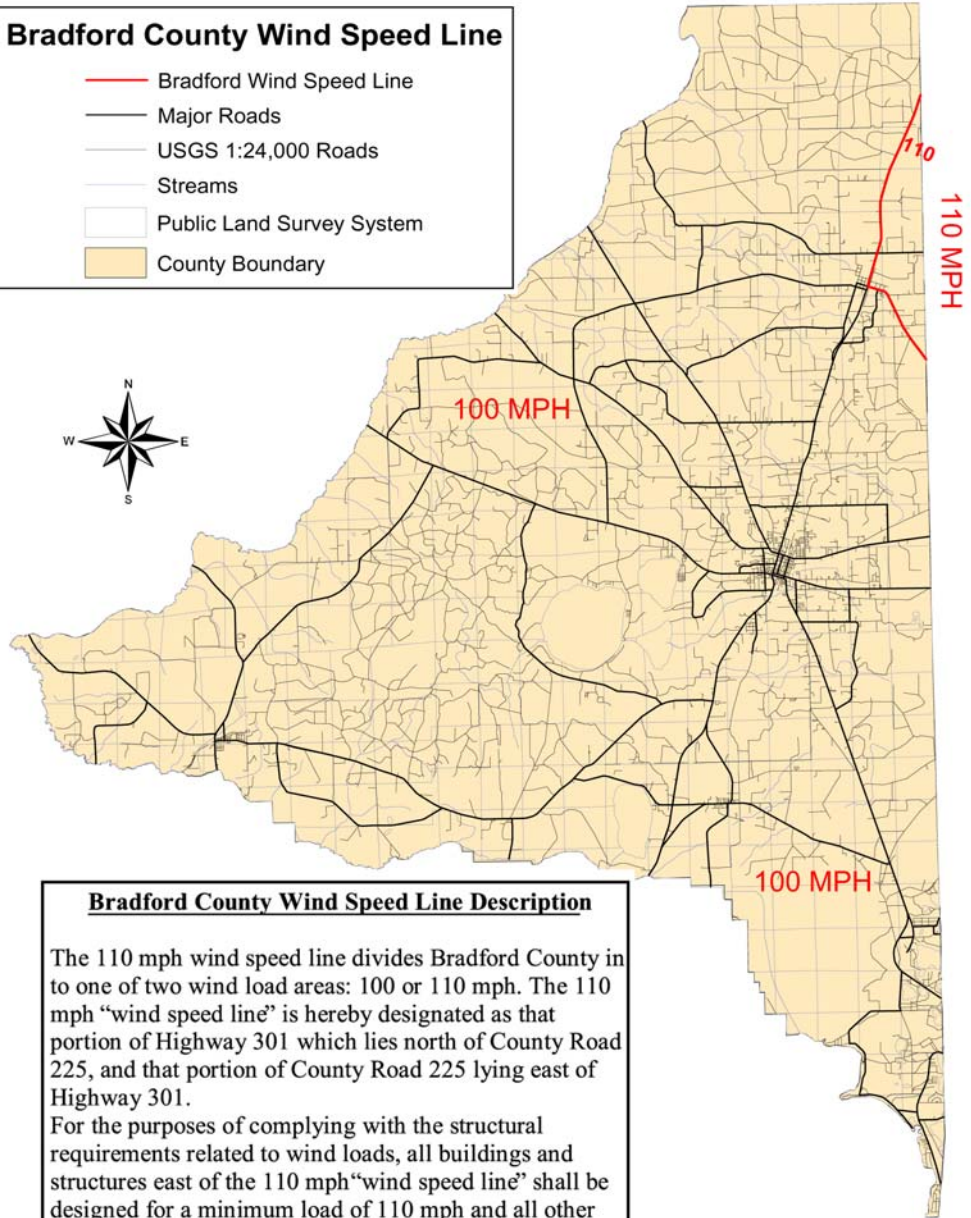 Bradford County Wind Speed Line
Bradford Wind Speed Line
Major Roads
USGS 1:24,000 Roads
Streams
Public Land Survey System
County Boundary
110
110 MPH
N
W
E
S
100 MPH
100 MPH
Bradford County Wind Speed Line Description
The 110 mph wind speed line divides Bradford County in
to one of two wind load areas: 100 or 110 mph. The 110
mph “wind speed line” is hereby designated as that
portion of Highway 301 which lies north of County Road
225, and that portion of County Road 225 lying east of
Highway 301.
For the purposes of complying with the structural
requirements related to wind loads, all buildings and
structures east of the 110 mph“wind speed line” shall be
designed for a minimum load of 110 mph and all other